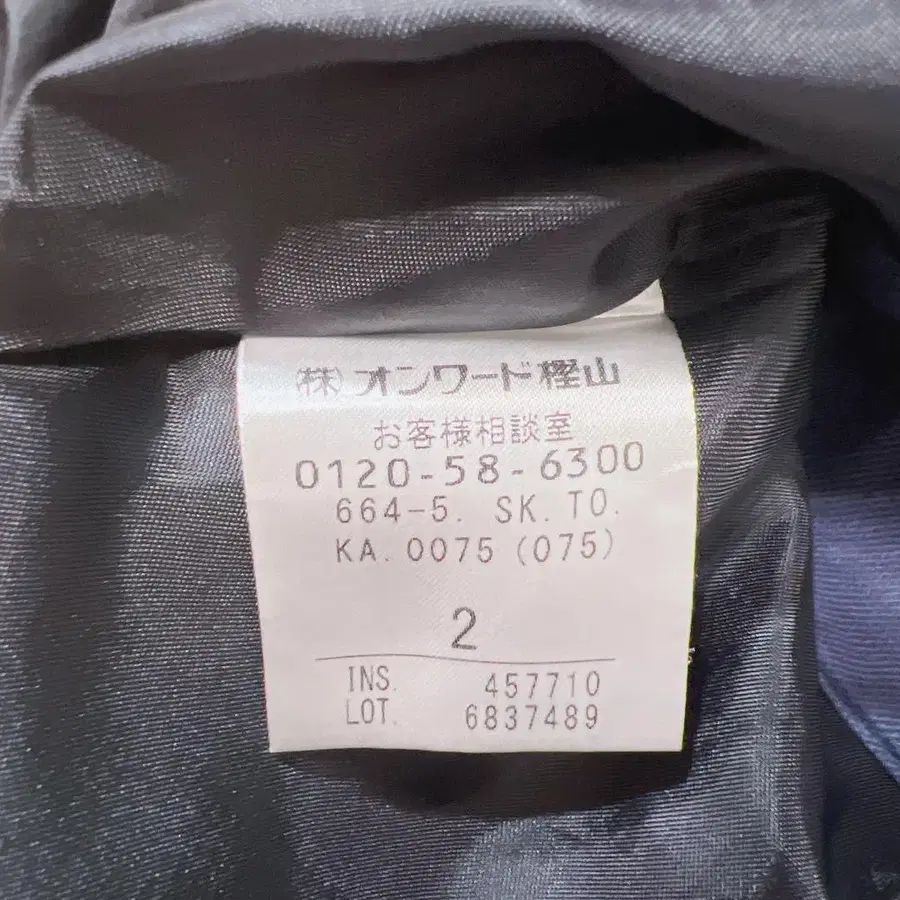 (株)オンワード樫山
お客様相談室
0120-58-6300
664-5. SK. TO.
KA. 0075 (075)
2
INS. 457710
LOT. 6837489